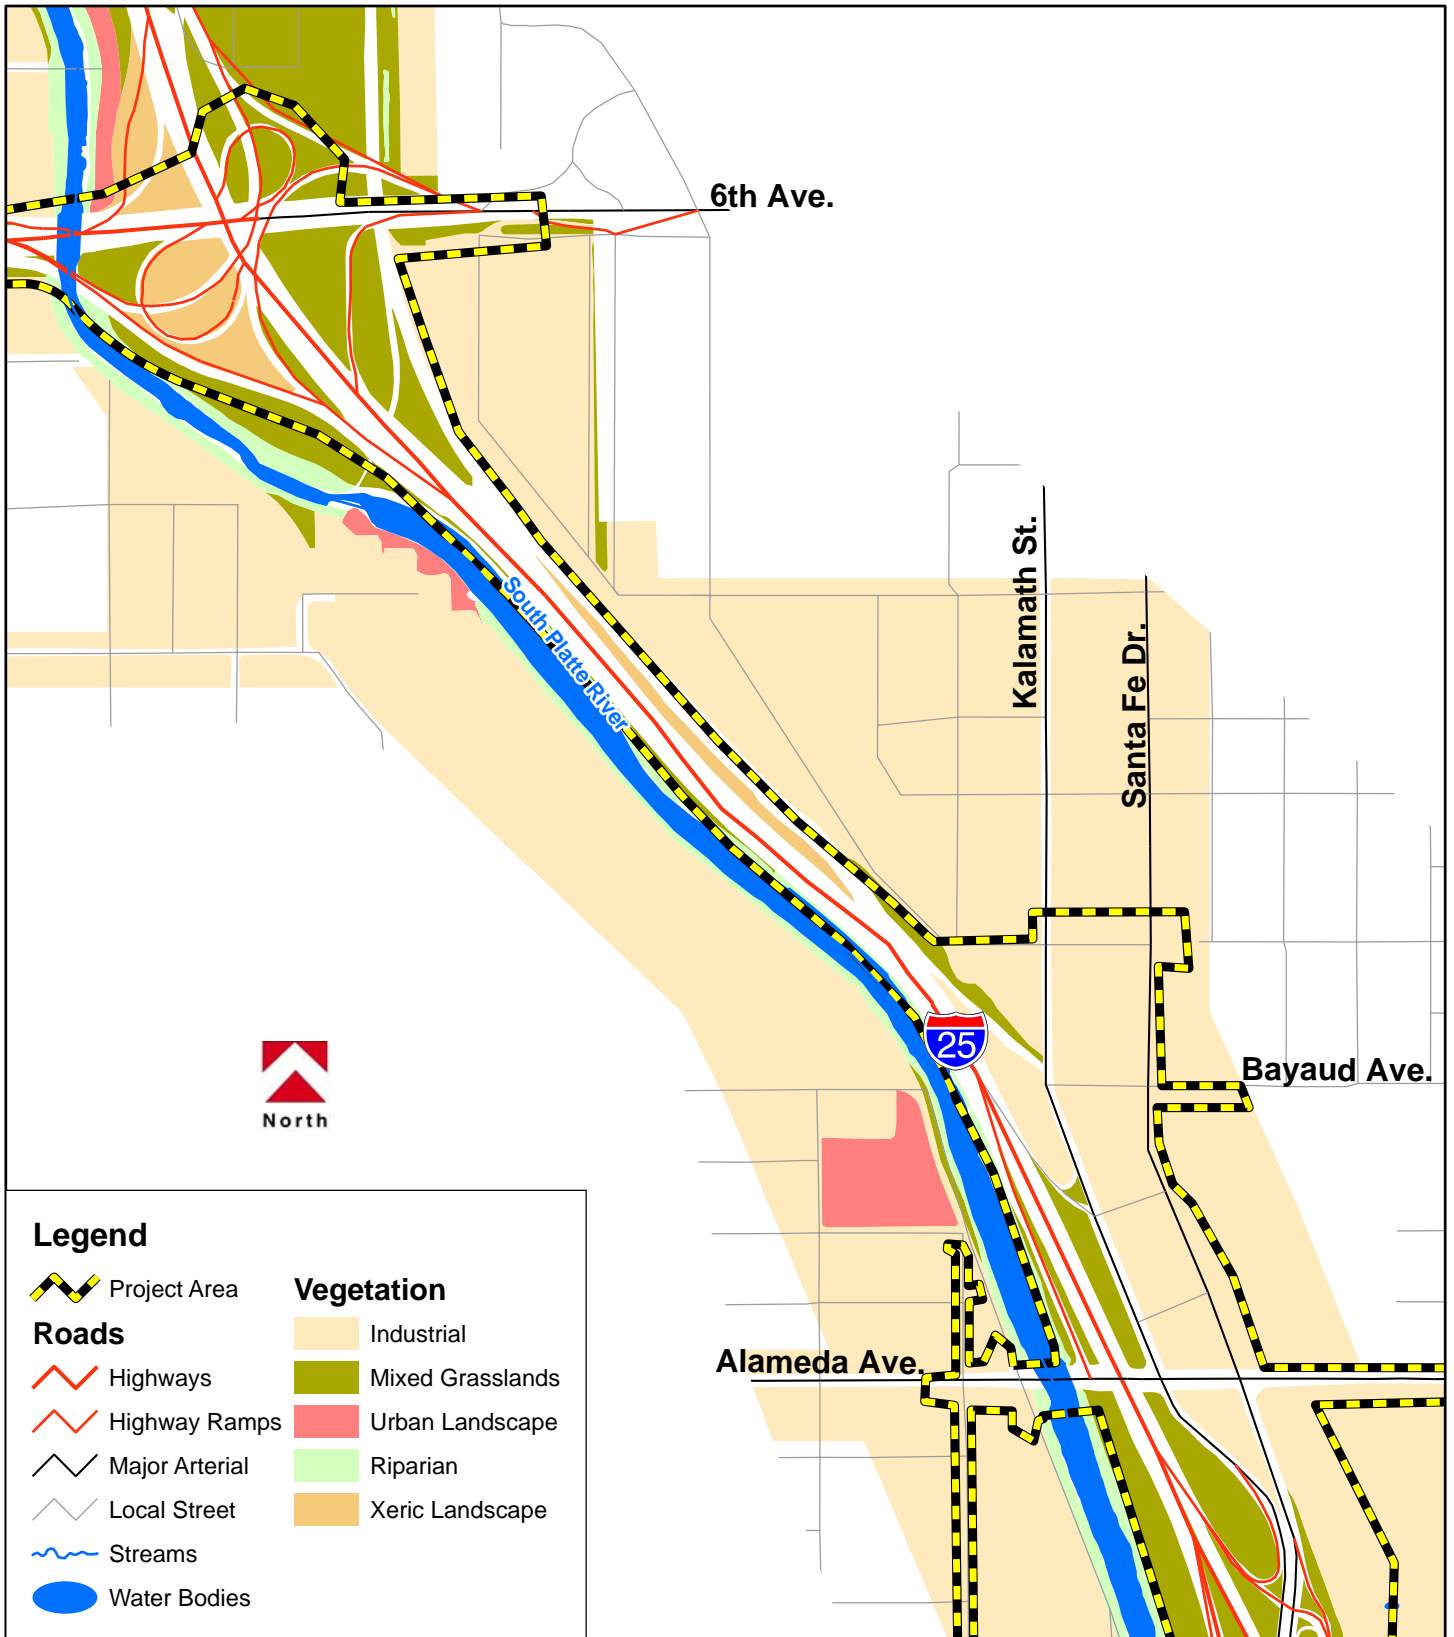 6th Ave.
Kalamath St.
Santa Fe Dr.
South Platte River
25
Bayaud Ave.
North
Alameda Ave.
Legend
Project Area
Roads
Highways
Highway Ramps
Major Arterial
Local Street
Streams
Water Bodies
Vegetation
Industrial
Mixed Grasslands
Urban Landscape
Riparian
Xeric Landscape